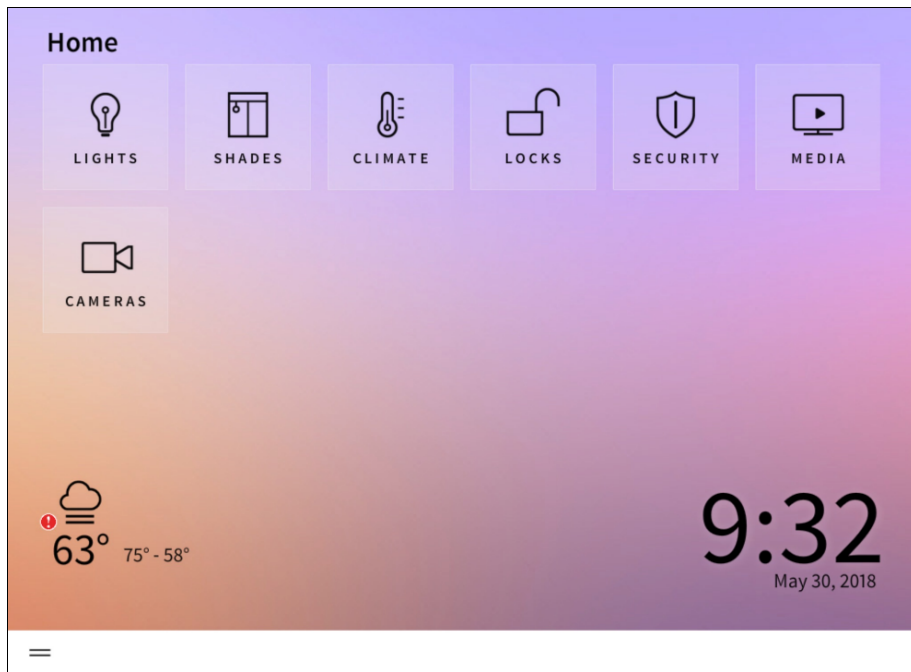 Home
LIGHTS SHADES CLIMATE LOCKS SECURITY MEDIA
CAMERAS
63° 75° - 58°
9:32
May 30, 2018